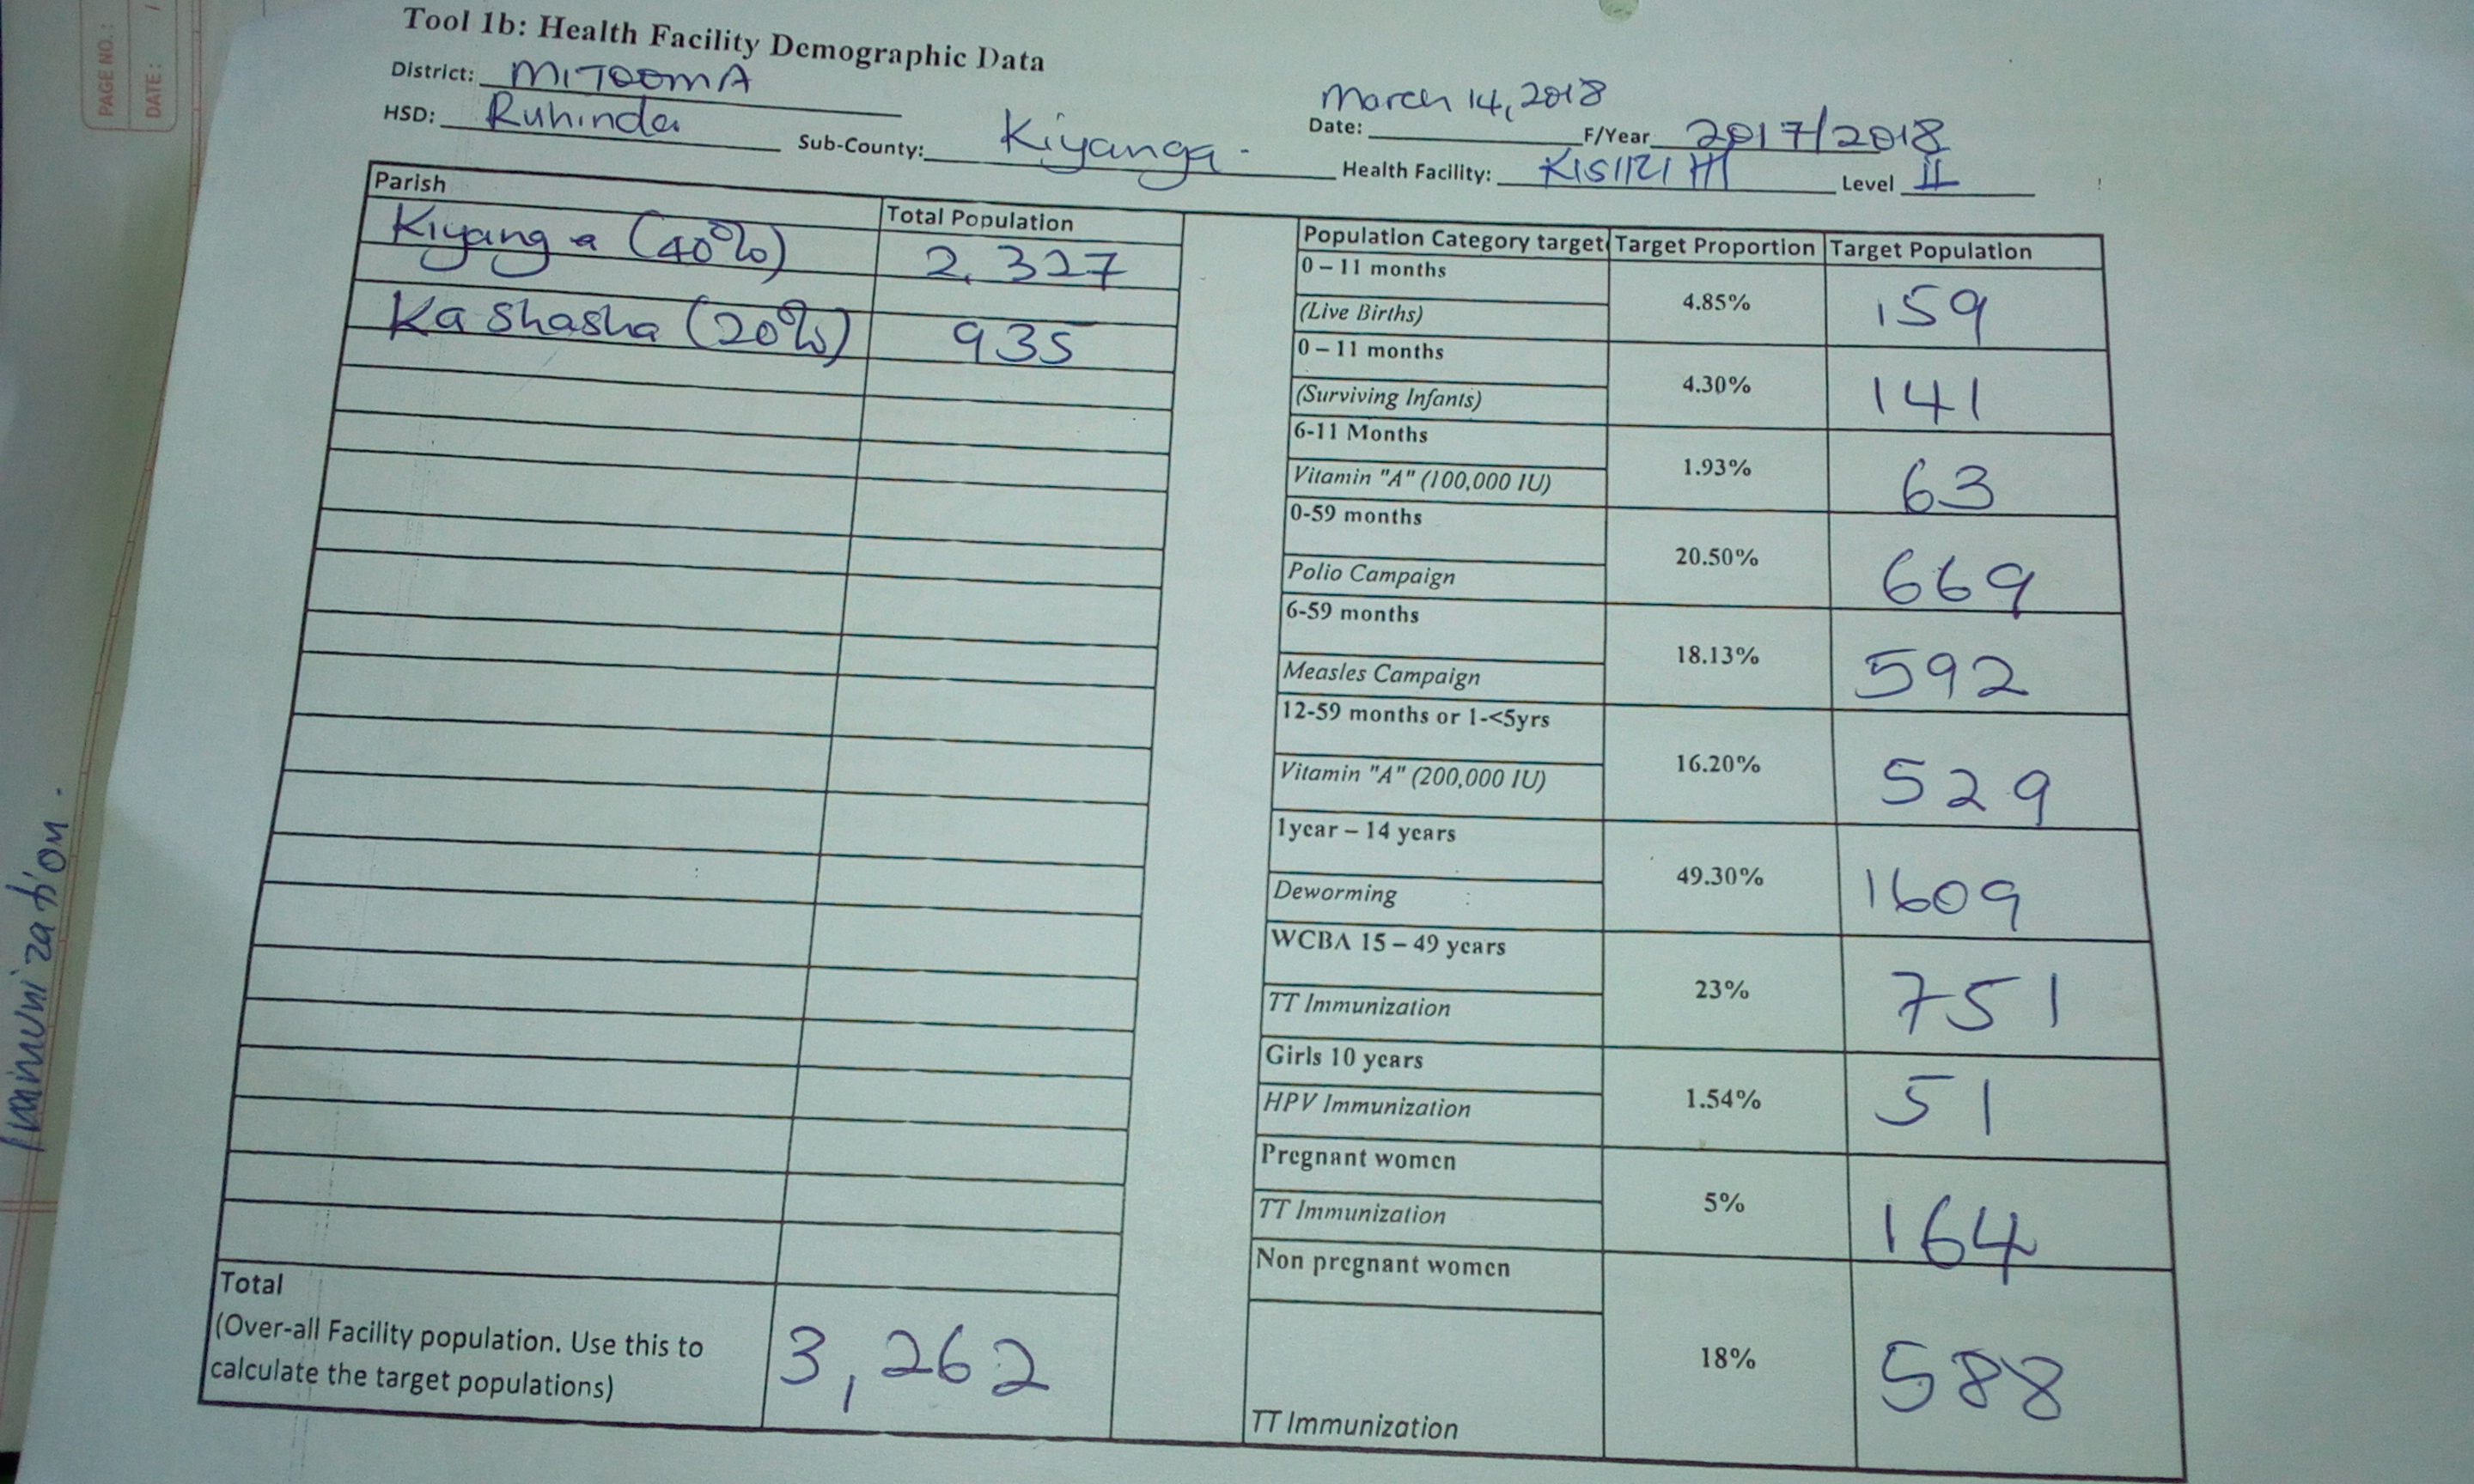 PAGE NO.:
DATE: /
Immunization.
Tool 1b: Health Facility Demographic Data
District: MITOOMA
HSD: Ruhinda Sub-County: Kiyanga.
March 14, 2018
Date: F/Year 2017/2018
Health Facility: Level II
Parish Total Population
Kiyanga (40%) 2,327
Kashasha (20%) 935
Total
(Over-all Facility population. Use this to
calculate the target populations) 3,262
Population Category target Target Proportion Target Population
0 – 11 months
(Live Births) 4.85% 159
0 – 11 months
(Surviving Infants) 4.30% 141
6-11 Months
Vitamin "A" (100,000 IU) 1.93% 63
0-59 months
Polio Campaign 20.50% 669
6-59 months
Measles Campaign 18.13% 592
12-59 months or 1-<5yrs
Vitamin "A" (200,000 IU) 16.20% 529
1year – 14 years
Deworming 49.30% 1609
WCBA 15 – 49 years
TT Immunization 23% 751
Girls 10 years
HPV Immunization 1.54% 51
Pregnant women
TT Immunization 5% 164
Non pregnant women
TT Immunization 18% 588